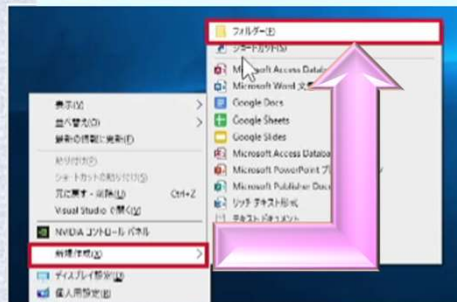 表示(V)
並べ替え(O)
最新の情報に更新(E)
貼り付け(P)
ショートカットの貼り付け(S)
元に戻す - 削除(U) Ctrl+Z
Visual Studio で開く(V)
NVIDIA コントロール パネル
新規作成(X)
ディスプレイ設定(D)
個人用設定(R)
フォルダー(F)
ショートカット(S)
Microsoft Access
Microsoft Word
Google Docs
Google Sheets
Google Slides
Microsoft Access
Microsoft PowerPoint
Microsoft Publisher
リッチ テキスト形式
テキスト ドキュメント